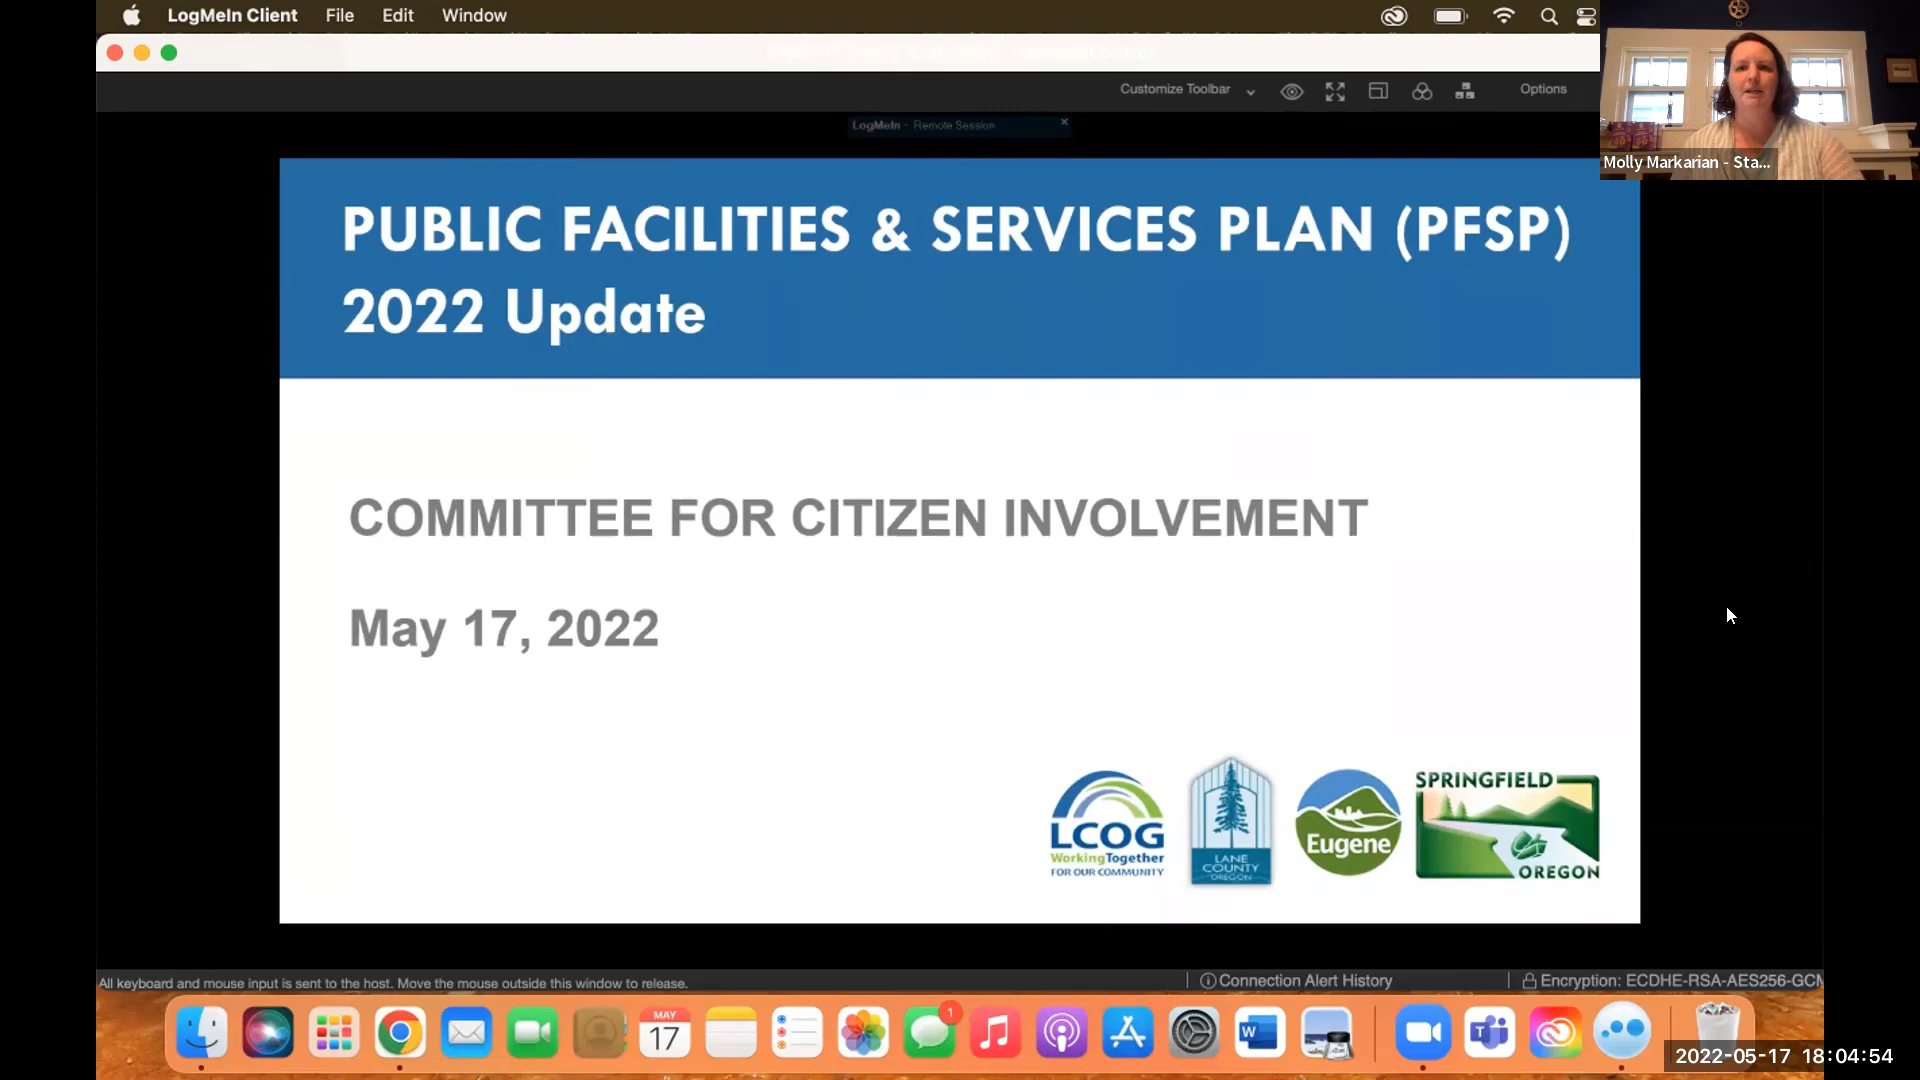 LogMeIn Client File Edit Window
Customize Toolbar
Options
LogMeIn - Remote Session
Molly Markarian - Sta...
PUBLIC FACILITIES & SERVICES PLAN (PFSP)
2022 Update
COMMITTEE FOR CITIZEN INVOLVEMENT
May 17, 2022
LCOG
WorkingTogether
FOR OUR COMMUNITY
LANE
COUNTY
OREGON
Eugene
SPRINGFIELD
OREGON
All keyboard and mouse input is sent to the host. Move the mouse outside this window to release.
Connection Alert History
Encryption: ECDHE-RSA-AES256-GCM
MAY
17
1
W
2022-05-17 18:04:54